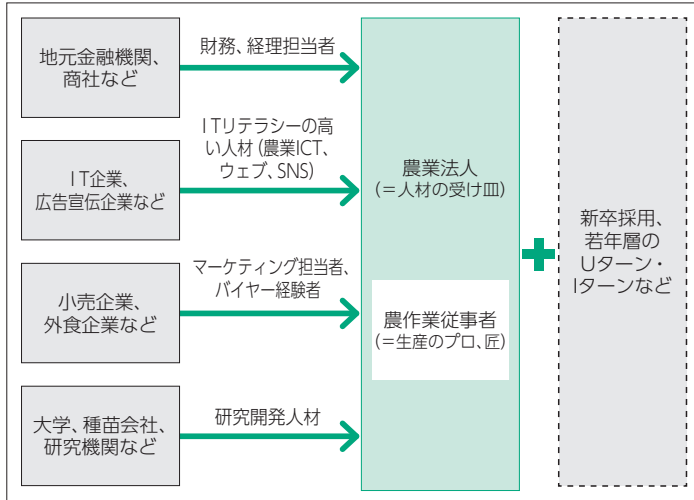 地元金融機関、
商社など
財務、経理担当者
ITリテラシーの高
い人材（農業ICT、
ウェブ、SNS）
IT企業、
広告宣伝企業など
マーケティング担当者、
バイヤー経験者
小売企業、
外食企業など
研究開発人材
大学、種苗会社、
研究機関など
農業法人
（＝人材の受け皿）
農作業従事者
（＝生産のプロ、匠）
新卒採用、
若年層の
Uターン・
Iターンなど